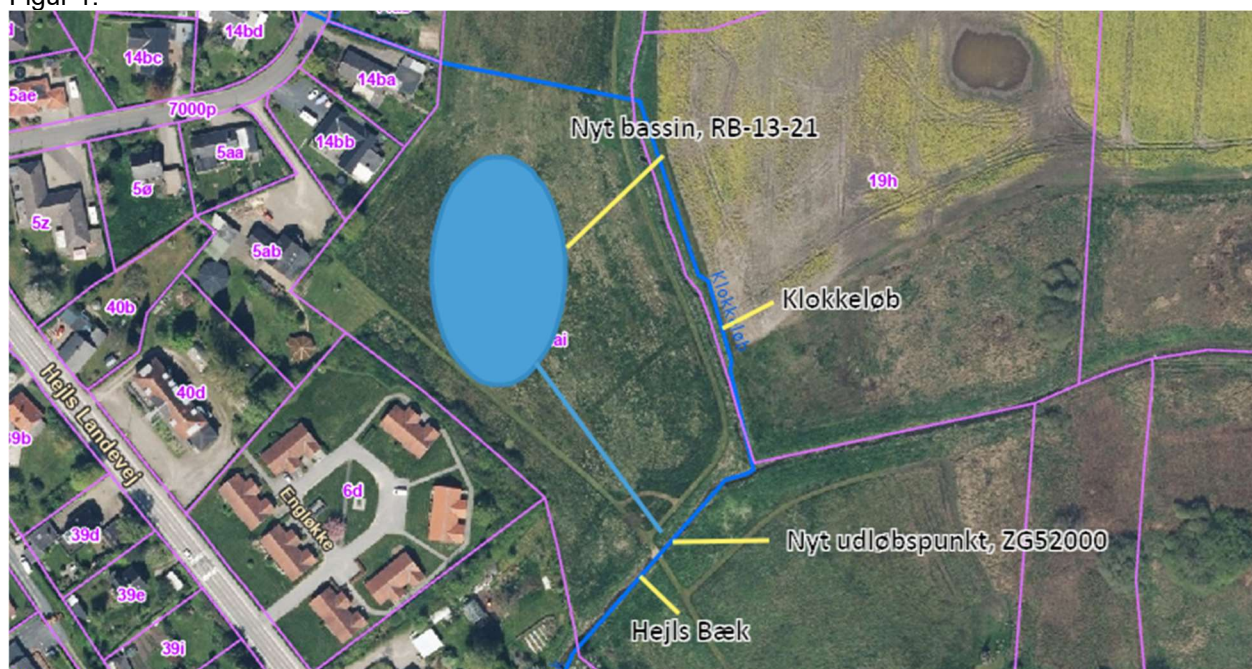 Figur 1:
14bd
14bc
14ba
5ae
7000p
14bb
5aa
5ø
5z
5ab
Nyt bassin, RB-13-21
19h
Klokkeløb
Klokkeløb
ai
40b
40d
Hejls Landevej
39b
6d
Engløkke
39d
39e
39i
Nyt udløbspunkt, ZG52000
Hejls Bæk